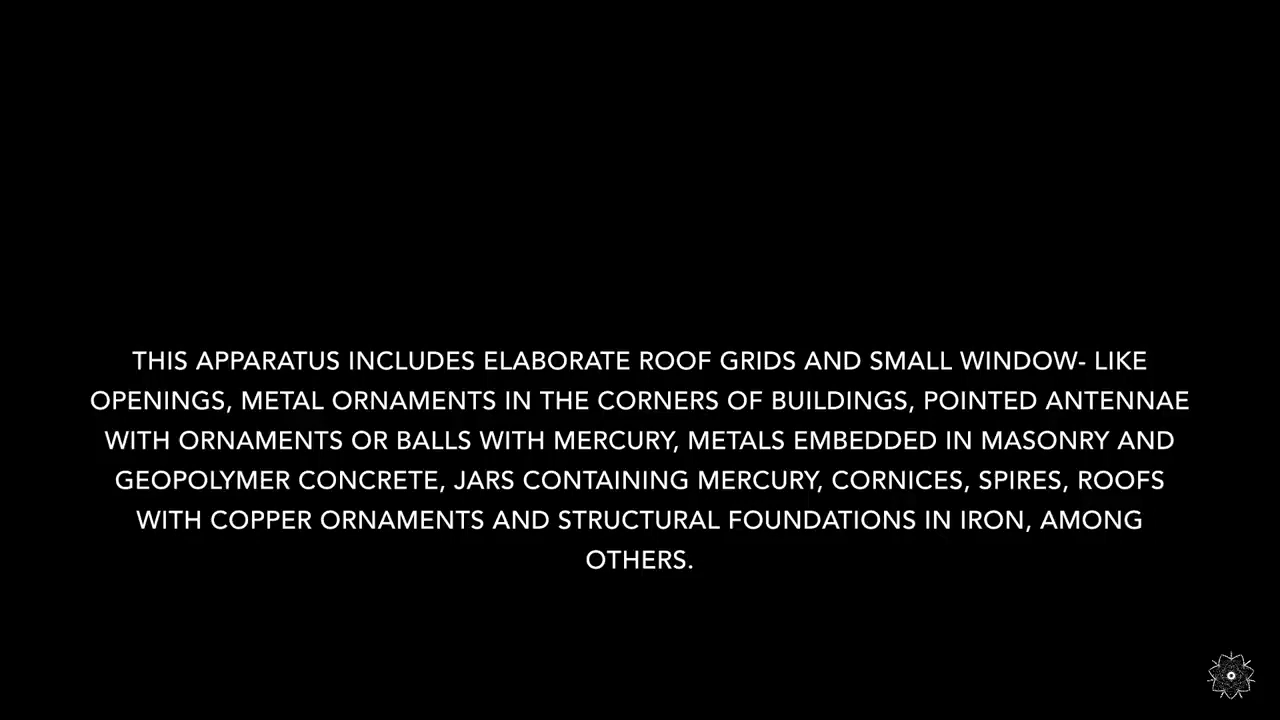 THIS APPARATUS INCLUDES ELABORATE ROOF GRIDS AND SMALL WINDOW- LIKE
OPENINGS, METAL ORNAMENTS IN THE CORNERS OF BUILDINGS, POINTED ANTENNAE
WITH ORNAMENTS OR BALLS WITH MERCURY, METALS EMBEDDED IN MASONRY AND
GEOPOLYMER CONCRETE, JARS CONTAINING MERCURY, CORNICES, SPIRES, ROOFS
WITH COPPER ORNAMENTS AND STRUCTURAL FOUNDATIONS IN IRON, AMONG
OTHERS.